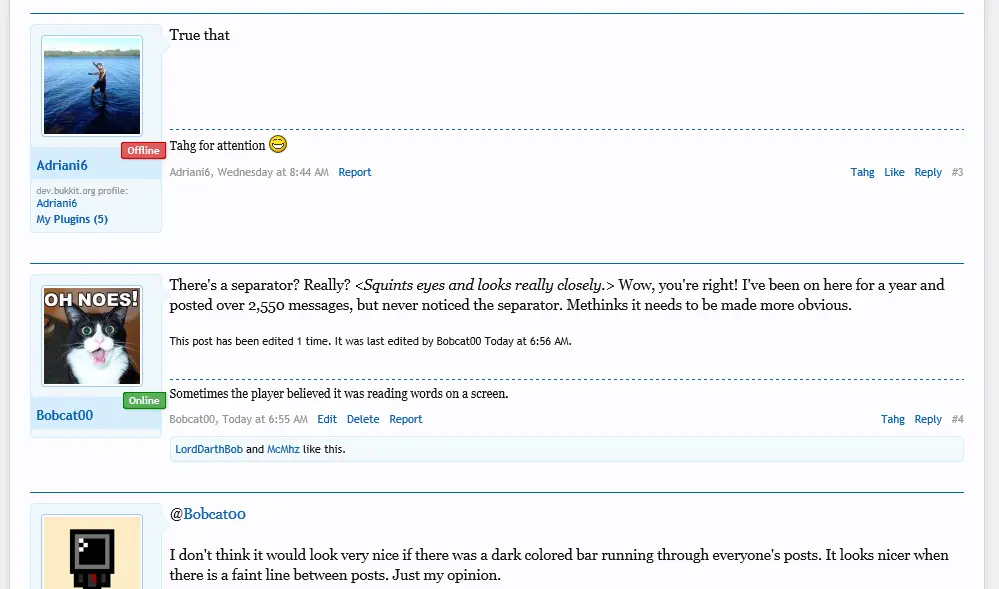 True that
Offline
Tahg for attention
Adriani6
Adriani6, Wednesday at 8:44 AM Report Tahg Like Reply #3
dev.bukkit.org profile:
Adriani6
My Plugins (5)
OH NOES!
There's a separator? Really? <Squints eyes and looks really closely.> Wow, you're right! I've been on here for a year and
posted over 2,550 messages, but never noticed the separator. Methinks it needs to be made more obvious.
This post has been edited 1 time. It was last edited by Bobcat00 Today at 6:56 AM.
Online
Sometimes the player believed it was reading words on a screen.
Bobcat00
Bobcat00, Today at 6:55 AM Edit Delete Report Tahg Reply #4
LordDarthBob and McMhz like this.
@Bobcat00
I don't think it would look very nice if there was a dark colored bar running through everyone's posts. It looks nicer when
there is a faint line between posts. Just my opinion.